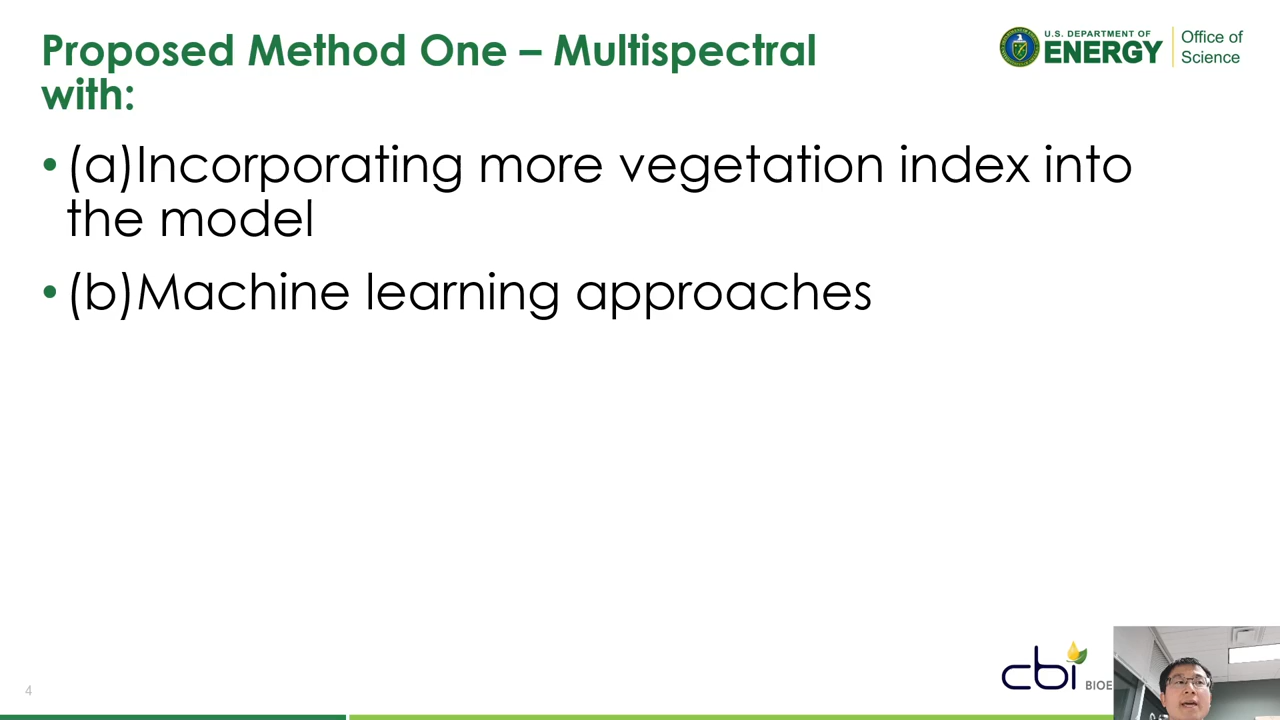 Proposed Method One – Multispectral
with:
U.S. DEPARTMENT OF
ENERGY
Office of
Science
• (a)Incorporating more vegetation index into
the model
• (b)Machine learning approaches
4
cbi